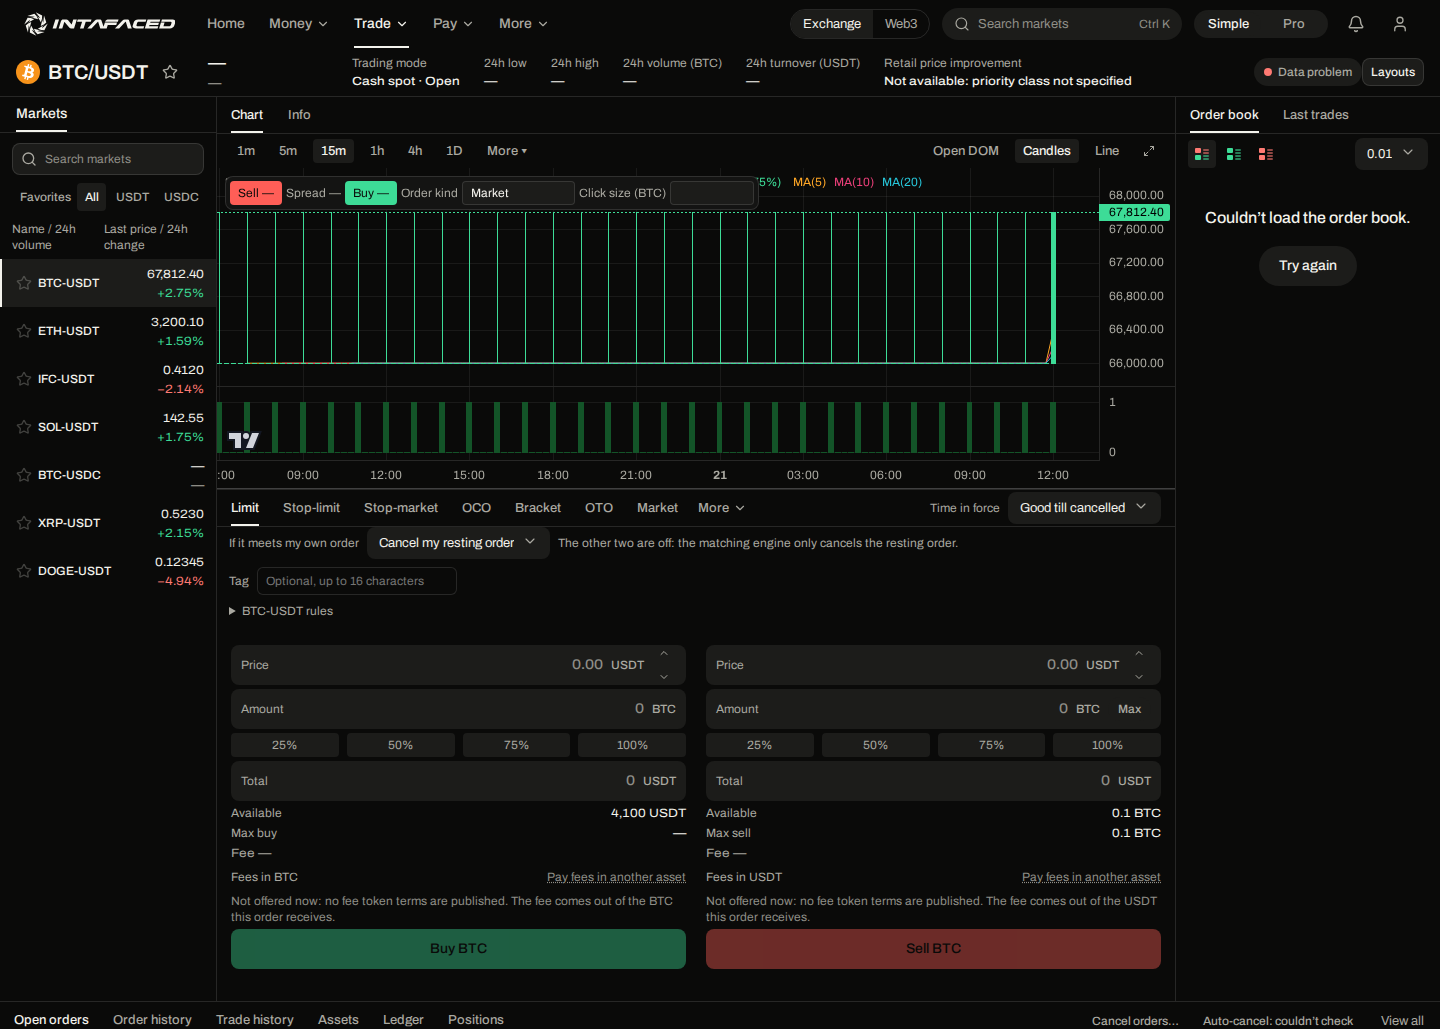 INTAFACED
Home
Money
Trade
Pay
More
Exchange
Web3
Search markets
Ctrl K
Simple
Pro
BTC/USDT
—
—
Trading mode
Cash spot · Open
24h low
—
24h high
—
24h volume (BTC)
—
24h turnover (USDT)
—
Retail price improvement
Not available: priority class not specified
Data problem
Layouts
Markets
Search markets
Favorites
All
USDT
USDC
Name / 24h volume
Last price / 24h change
BTC-USDT
67,812.40
+2.75%
ETH-USDT
3,200.10
+1.59%
IFC-USDT
0.4120
−2.14%
SOL-USDT
142.55
+1.75%
BTC-USDC
—
—
XRP-USDT
0.5230
+2.15%
DOGE-USDT
0.12345
−4.94%
Chart
Info
1m
5m
15m
1h
4h
1D
More
Open DOM
Candles
Line
Sell —
Spread —
Buy —
Order kind
Market
Click size (BTC)
5%)
MA(5)
MA(10)
MA(20)
68,000.00
67,812.40
67,600.00
67,200.00
66,800.00
66,400.00
66,000.00
1
0
:00
09:00
12:00
15:00
18:00
21:00
21
03:00
06:00
09:00
12:00
Limit
Stop-limit
Stop-market
OCO
Bracket
OTO
Market
More
Time in force
Good till cancelled
If it meets my own order
Cancel my resting order
The other two are off: the matching engine only cancels the resting order.
Tag
Optional, up to 16 characters
BTC-USDT rules
Price
0.00 USDT
Amount
0 BTC
25%
50%
75%
100%
Total
0 USDT
Available
4,100 USDT
Max buy
—
Fee —
Fees in BTC
Pay fees in another asset
Not offered now: no fee token terms are published. The fee comes out of the BTC
this order receives.
Buy BTC
Price
0.00 USDT
Amount
0 BTC
Max
25%
50%
75%
100%
Total
0 USDT
Available
0.1 BTC
Max sell
0.1 BTC
Fee —
Fees in USDT
Pay fees in another asset
Not offered now: no fee token terms are published. The fee comes out of the USDT
this order receives.
Sell BTC
Order book
Last trades
0.01
Couldn't load the order book.
Try again
Open orders
Order history
Trade history
Assets
Ledger
Positions
Cancel orders...
Auto-cancel: couldn't check
View all